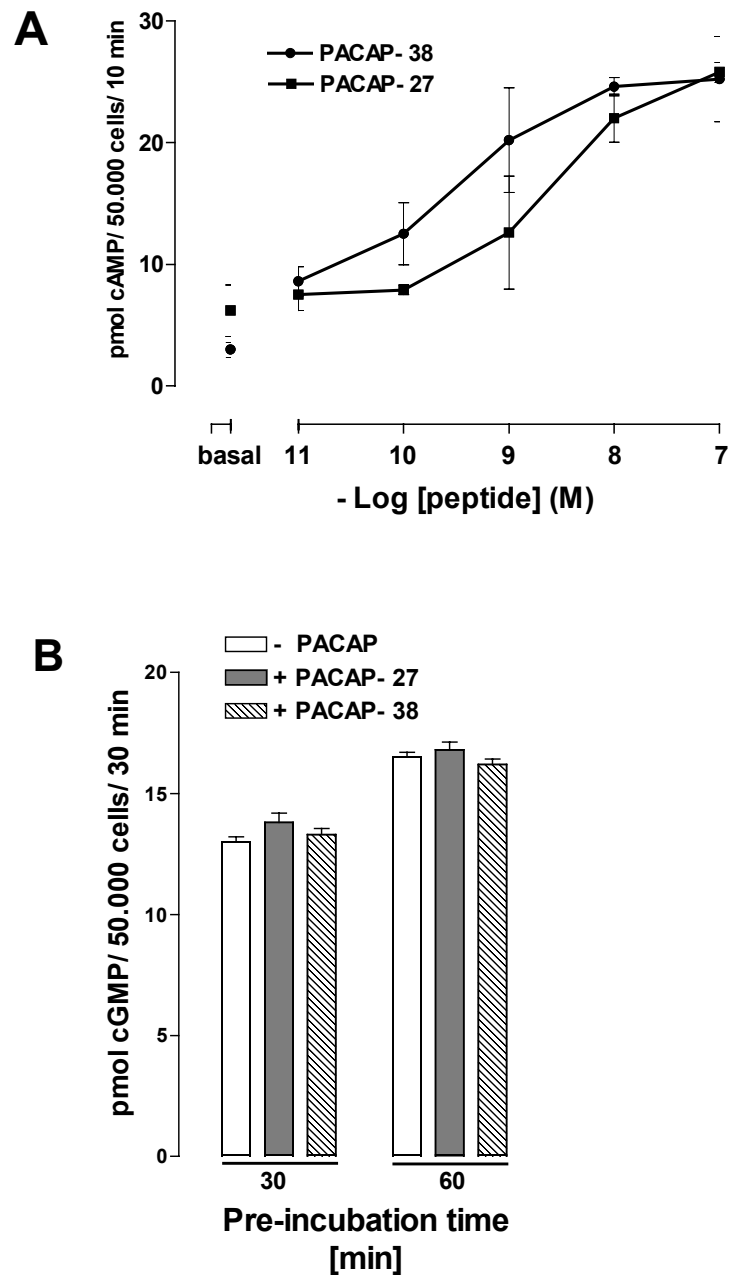 A
pmol cAMP/ 50.000 cells/ 10 min
30
20
10
0
PACAP- 38
PACAP- 27
basal 11 10 9 8 7
- Log [peptide] (M)
B
- PACAP
+ PACAP- 27
+ PACAP- 38
pmol cGMP/ 50.000 cells/ 30 min
20
15
10
5
0
30 60
Pre-incubation time
[min]